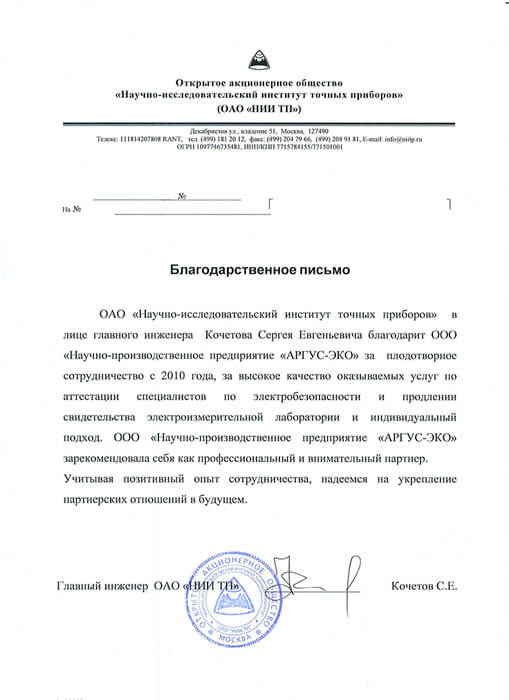 Открытое акционерное общество
«Научно-исследовательский институт точных приборов»
(ОАО «НИИ ТП»)
Декабристов ул., владение 51, Москва, 127490
Телекс: 111814207808 RANT, тел. (499) 181 20 12, факс: (499) 204 79 66, (499) 204 91 81, E-mail: info@niitp.ru
ОГРН 1097746735481, ИНН/КПП 7715784155/771501001
№
На №
Благодарственное письмо
ОАО «Научно-исследовательский институт точных приборов» в
лице главного инженера Кочетова Сергея Евгеньевича благодарит ООО
«Научно-производственное предприятие «АРГУС-ЭКО» за плодотворное
сотрудничество с 2010 года, за высокое качество оказываемых услуг по
аттестации специалистов по электробезопасности и продлении
свидетельства электроизмерительной лаборатории и индивидуальный
подход. ООО «Научно-производственное предприятие «АРГУС-ЭКО»
зарекомендовала себя как профессиональный и внимательный партнер.
Учитывая позитивный опыт сотрудничества, надеемся на укрепление
партнерских отношений в будущем.
Главный инженер ОАО «НИИ ТП»
Кочетов С.Е.
ОТКРЫТОЕ АКЦИОНЕРНОЕ ОБЩЕСТВО
ОАО "НИИ ТП"
МОСКВА